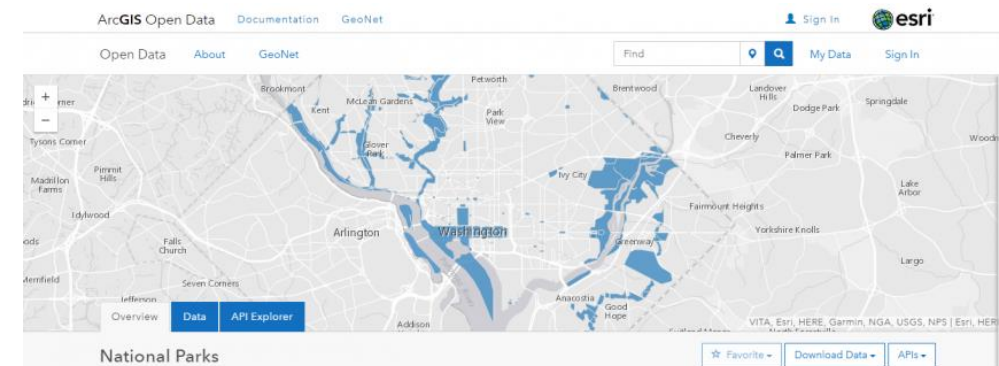 ArcGIS Open Data Documentation GeoNet Sign In esri
Open Data About GeoNet Find My Data Sign In
Petworth
Brookmont Brentwood Landover
Hills
McLean Gardens
Kent Park
View Dodge Park Springdale
+
−
Tysons Corner Glover
Park Cheverly
Palmer Park
Pimmit
Hills Ivy City
Madrillon
Farms Lake
Arbor
Idylwood Fairmount Heights
Arlington Washington Yorkshire Knolls
Falls
Church Greenway
Largo
Merrifield Seven Corners
Jefferson Anacostia Good
Hope
Overview Data API Explorer
Addison VITA, Esri, HERE, Garmin, NGA, USGS, NPS | Esri, HER
National Parks Favorite Download Data APIs